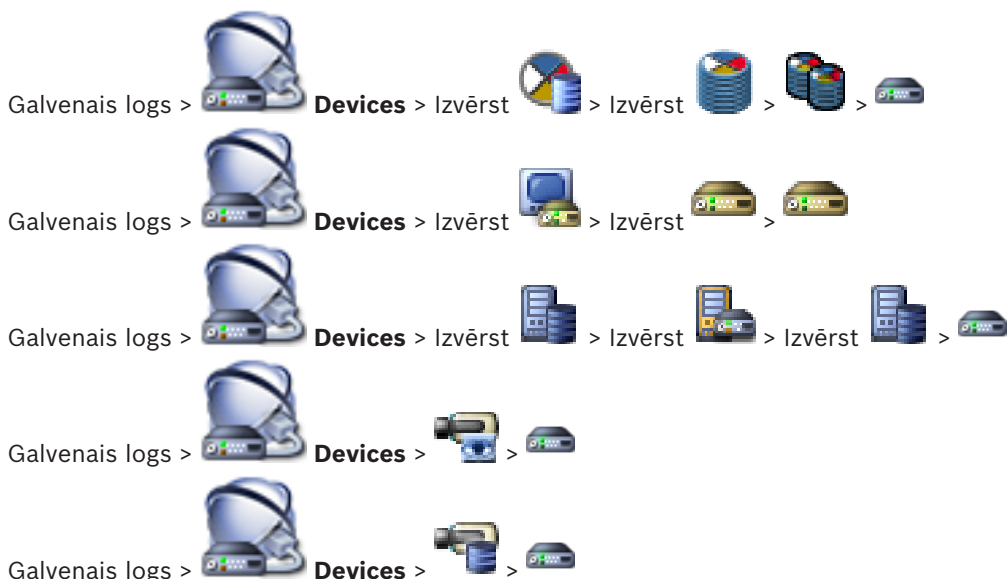 Galvenais logs > Devices > Izvērst > Izvērst > >
Galvenais logs > Devices > Izvērst > Izvērst >
Galvenais logs > Devices > Izvērst > Izvērst > Izvērst >
Galvenais logs > Devices > >
Galvenais logs > Devices > >